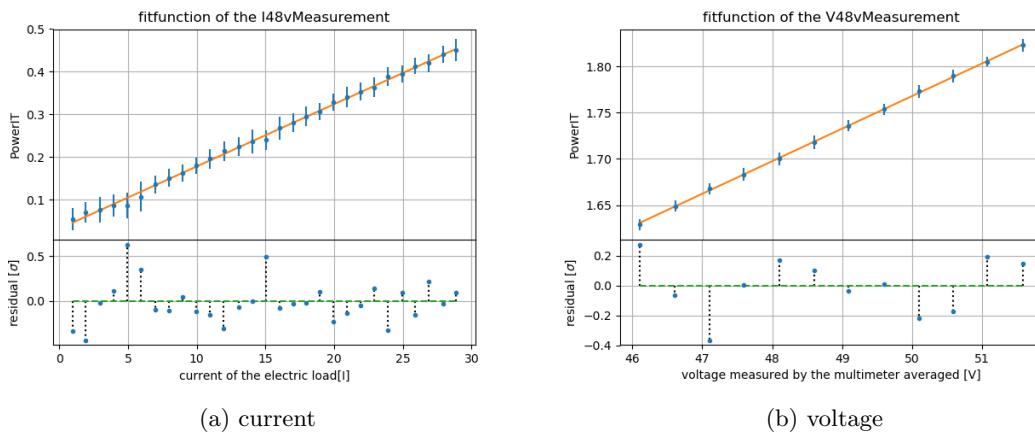 fitfunction of the I48vMeasurement
0.5
0.4
0.3
0.2
0.1
PowerIT
0.5
0.0
residual [σ]
0 5 10 15 20 25 30
current of the electric load[I]
(a) current
fitfunction of the V48vMeasurement
1.80
1.75
1.70
1.65
PowerIT
0.2
0.0
−0.2
−0.4
residual [σ]
46 47 48 49 50 51
voltage measured by the multimeter averaged [V]
(b) voltage